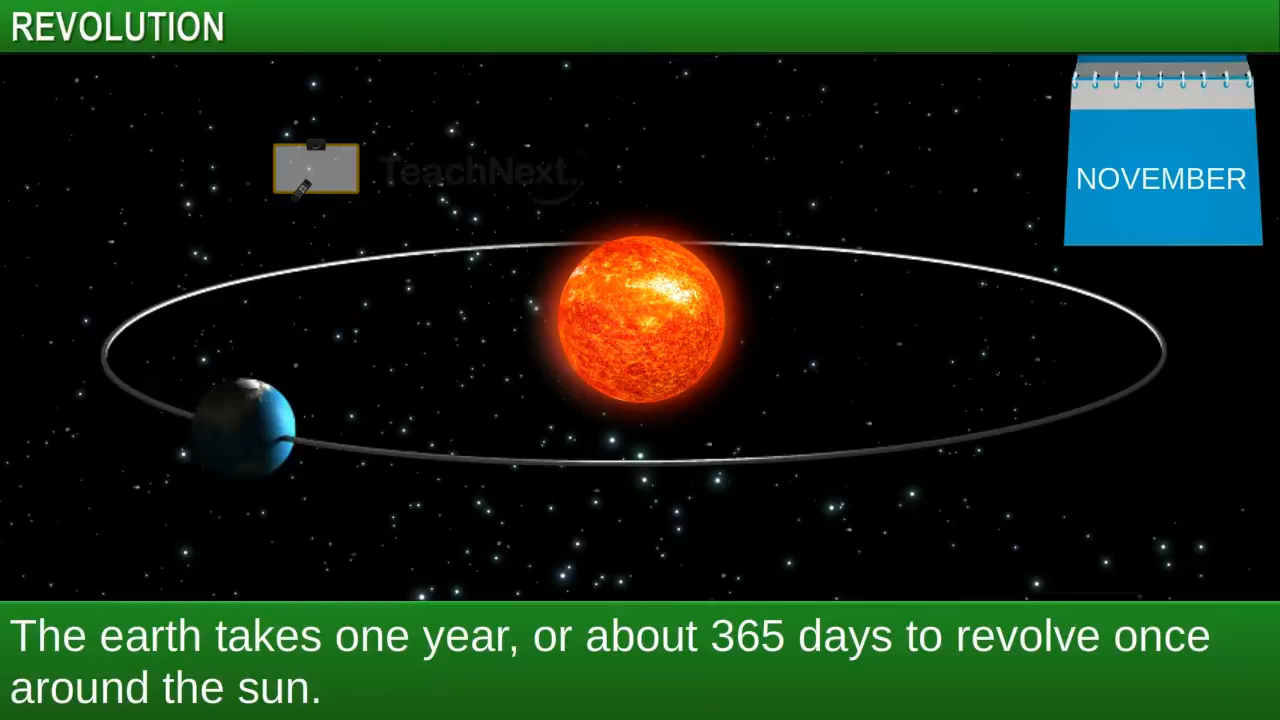 REVOLUTION
TeachNext.
NOVEMBER
The earth takes one year, or about 365 days to revolve once
around the sun.